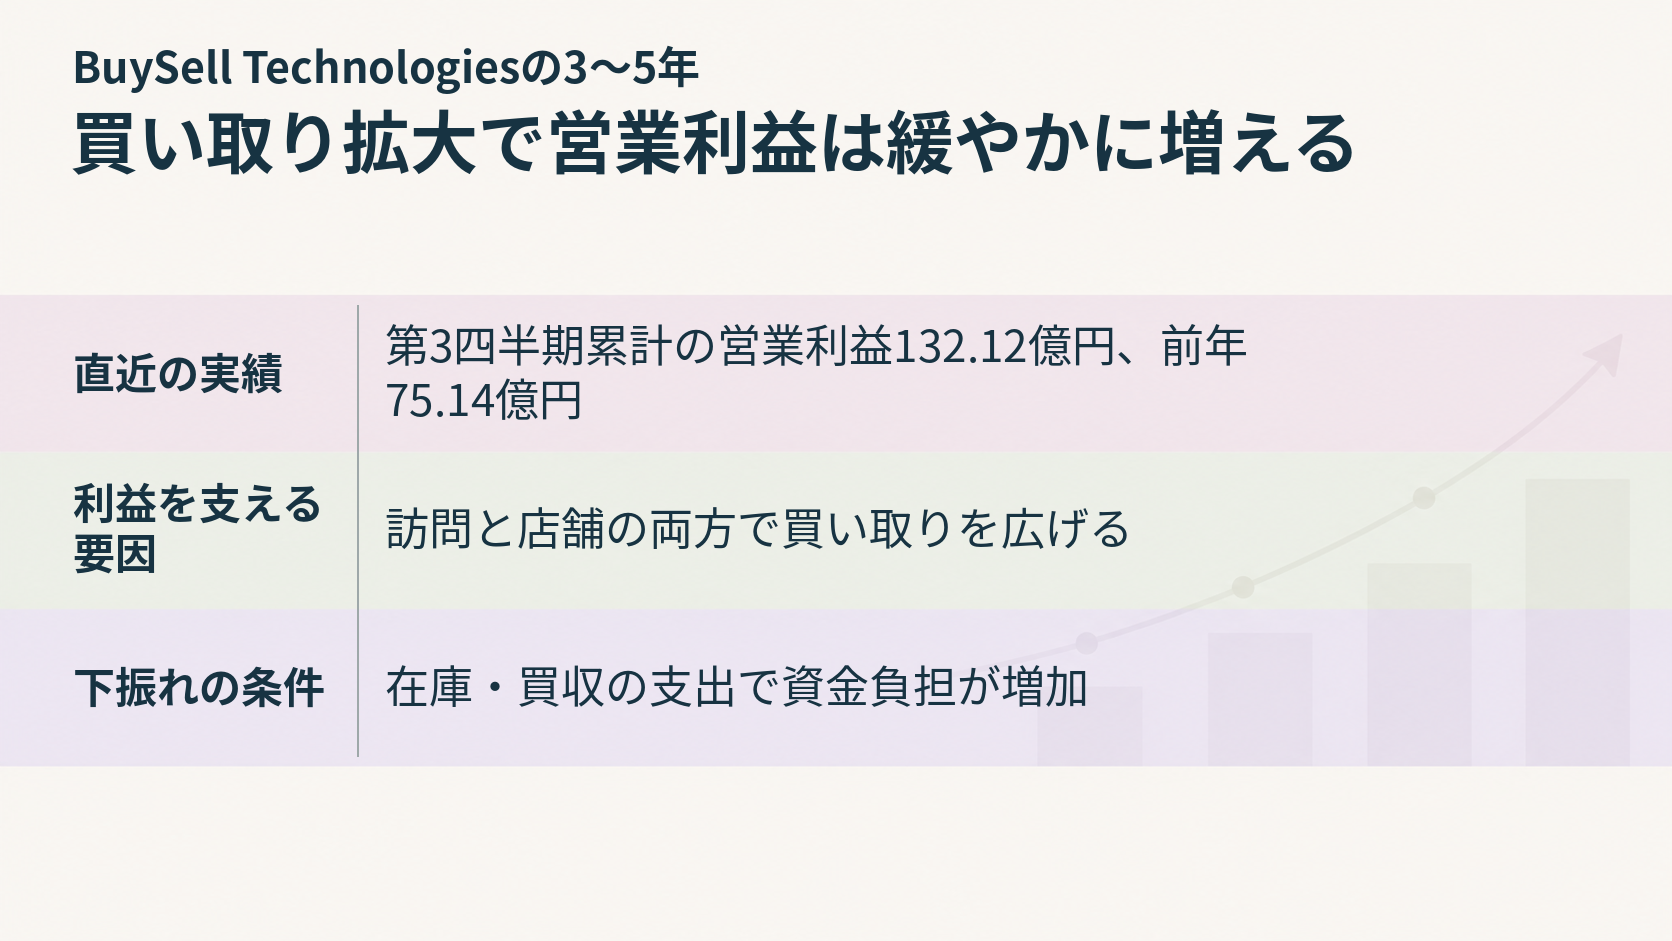 BuySell Technologiesの3〜5年
買い取り拡大で営業利益は緩やかに増える
直近の実績
第3四半期累計の営業利益132.12億円、前年
75.14億円
利益を支える
要因
訪問と店舗の両方で買い取りを広げる
下振れの条件
在庫・買収の支出で資金負担が増加